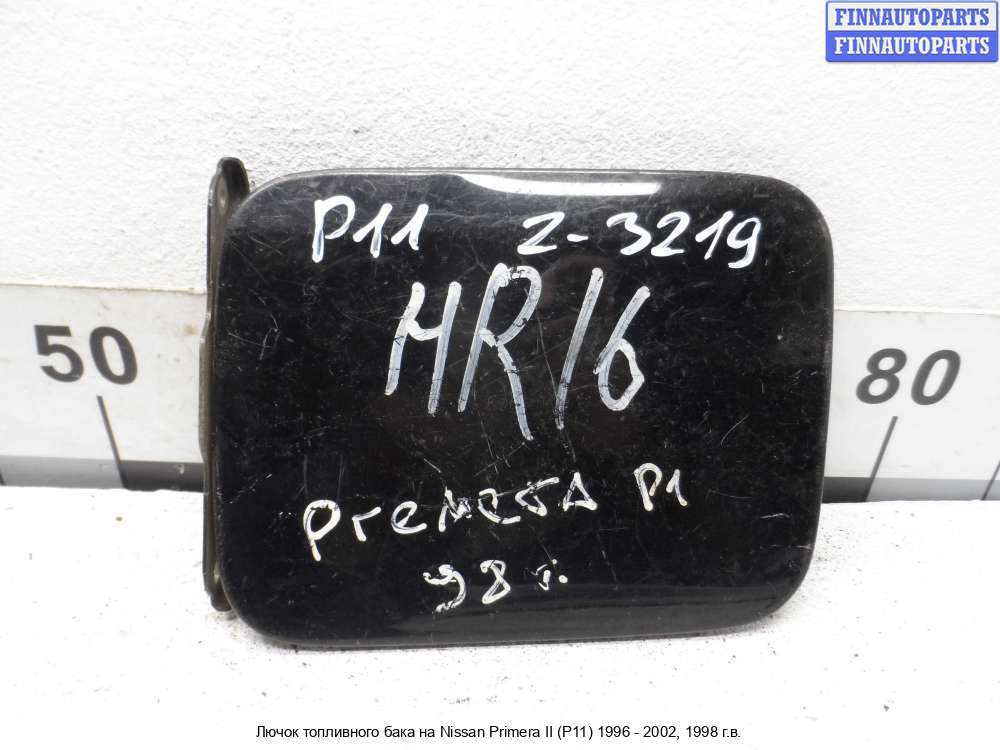 FINNAUTOPARTS
FINNAUTOPARTS
P11 2-3219
HR16
50
80
Premera P1
98 г.
Лючок топливного бака на Nissan Primera II (P11) 1996 - 2002, 1998 г.в.